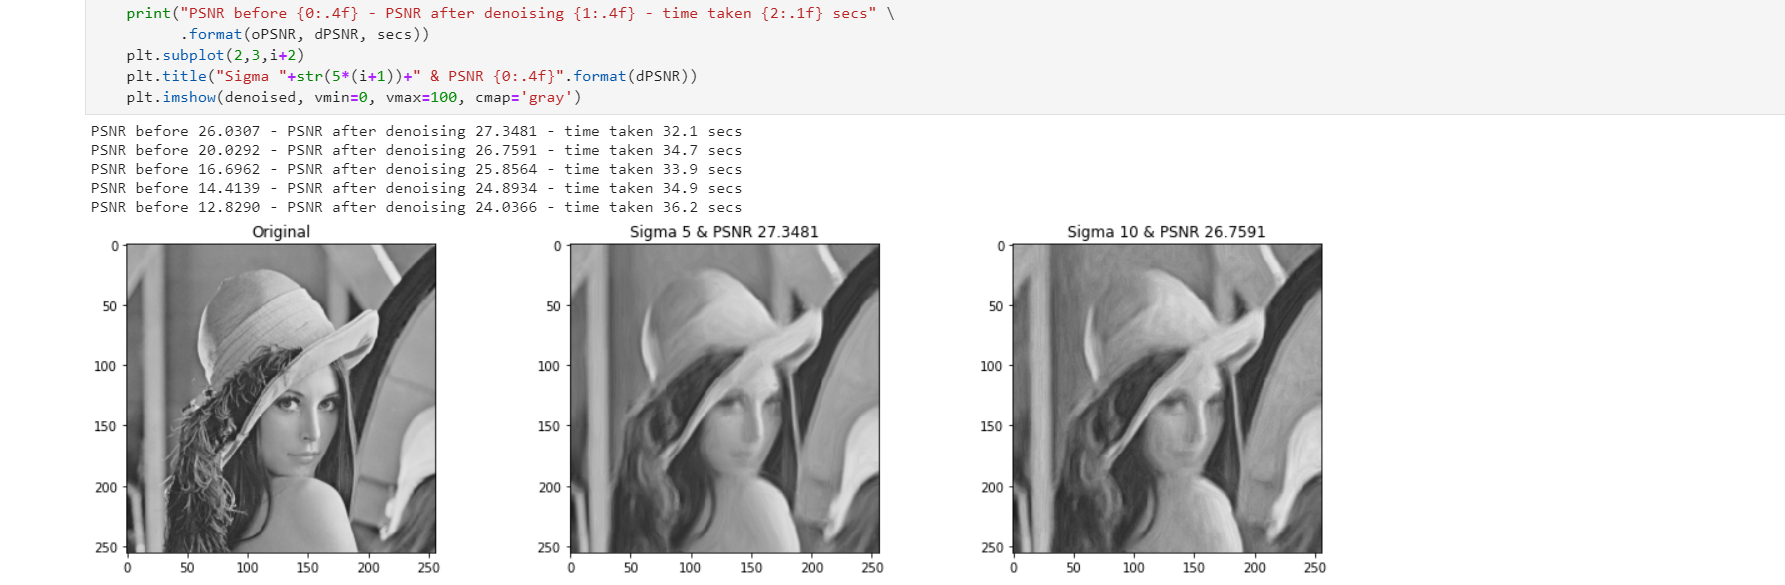 print("PSNR before {0:.4f} - PSNR after denoising {1:.4f} - time taken {2:.1f} secs" \
.format(oPSNR, dPSNR, secs))
plt.subplot(2,3,i+2)
plt.title("Sigma "+str(5*(i+1))+" & PSNR {0:.4f}".format(dPSNR))
plt.imshow(denoised, vmin=0, vmax=100, cmap='gray')
PSNR before 26.0307 - PSNR after denoising 27.3481 - time taken 32.1 secs
PSNR before 20.0292 - PSNR after denoising 26.7591 - time taken 34.7 secs
PSNR before 16.6962 - PSNR after denoising 25.8564 - time taken 33.9 secs
PSNR before 14.4139 - PSNR after denoising 24.8934 - time taken 34.9 secs
PSNR before 12.8290 - PSNR after denoising 24.0366 - time taken 36.2 secs
Original
0
50
100
150
200
250
0 50 100 150 200 250
Sigma 5 & PSNR 27.3481
0
50
100
150
200
250
0 50 100 150 200 250
Sigma 10 & PSNR 26.7591
0
50
100
150
200
250
0 50 100 150 200 250